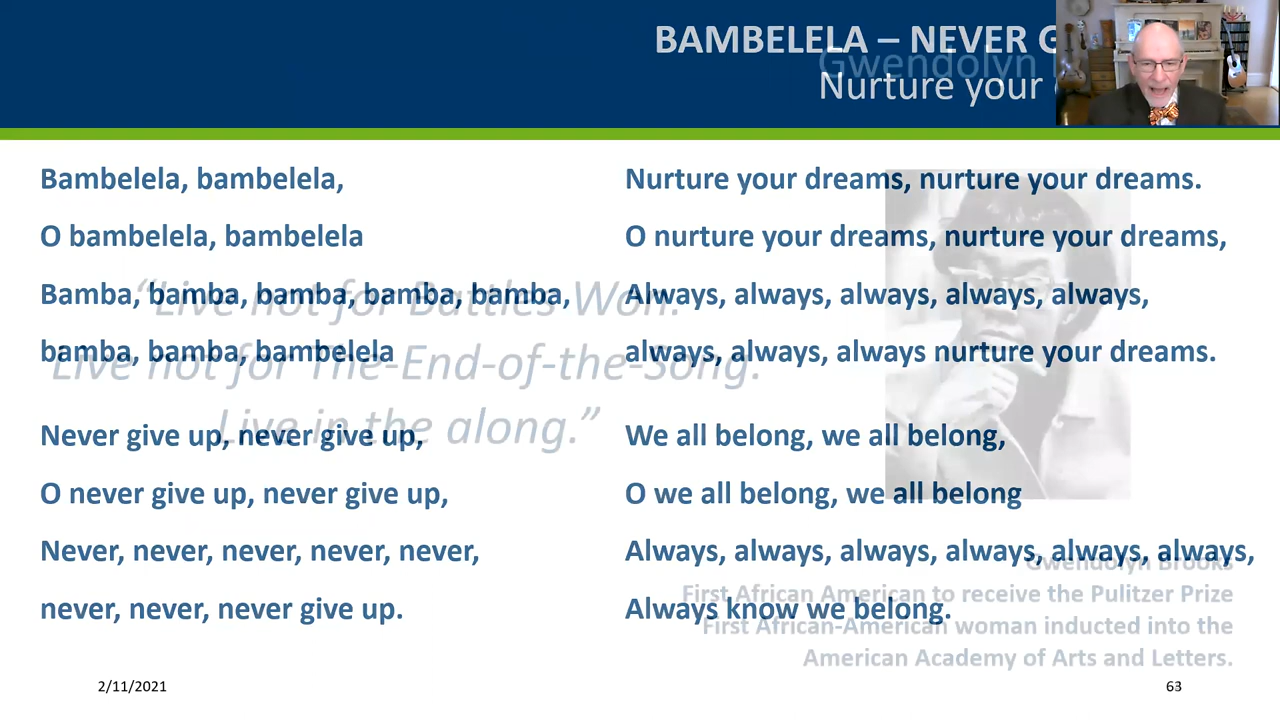 BAMBELELA – NEVER G
Gwendolyn
Nurture your
Bambelela, bambelela,
O bambelela, bambelela
Bamba, bamba, bamba, bamba, bamba,
bamba, bamba, bambelela
Never give up, never give up,
O never give up, never give up,
Never, never, never, never, never,
never, never, never give up.
Nurture your dreams, nurture your dreams.
O nurture your dreams, nurture your dreams,
Always, always, always, always, always,
always, always, always nurture your dreams.
We all belong, we all belong,
O we all belong, we all belong
Always, always, always, always, always, always,
Always know we belong.
“Live not for Battles Won.
Live not for The-End-of-the-Song.
Live in the along.”
Gwendolyn Brooks
First African American to receive the Pulitzer Prize
First African-American woman inducted into the
American Academy of Arts and Letters.
2/11/2021